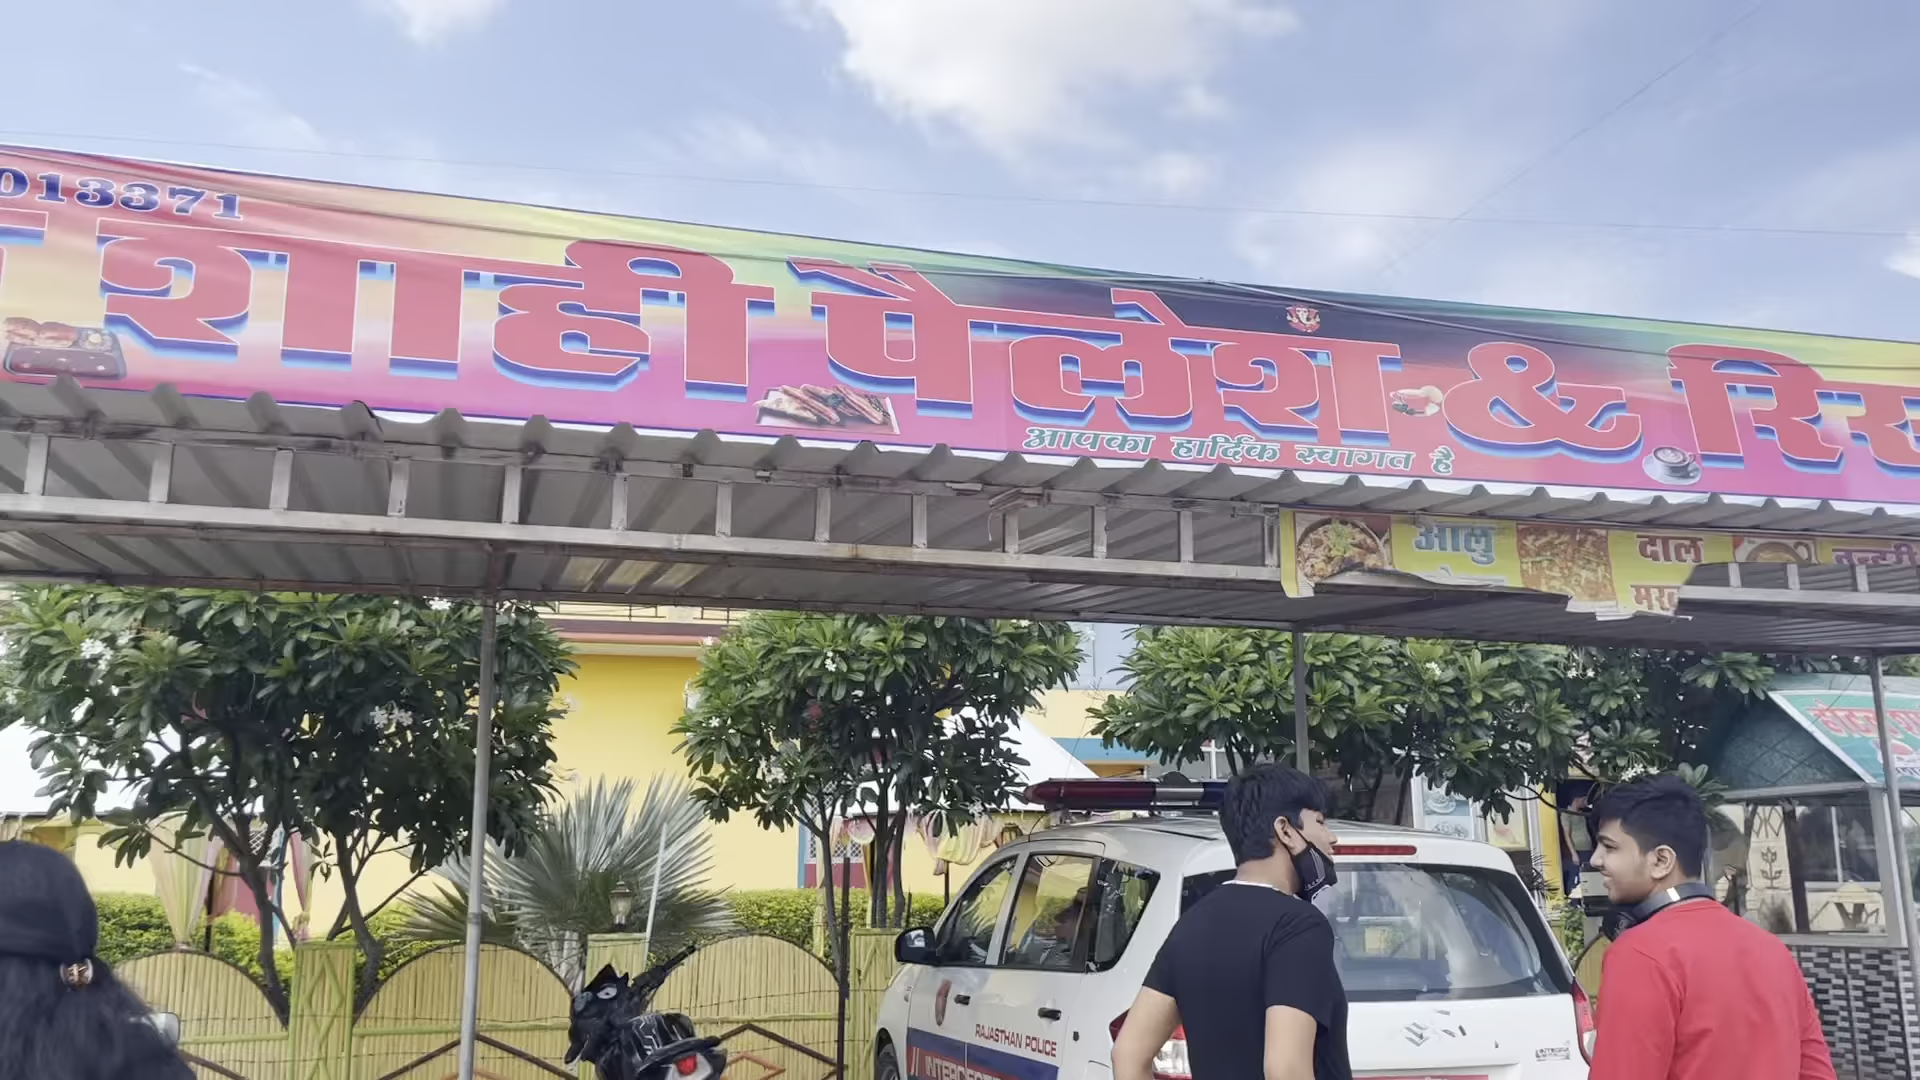 013371
शाही पैलेश & रि
आपका हार्दिक स्वागत है
आलु
दाल
RAJASTHAN POLICE